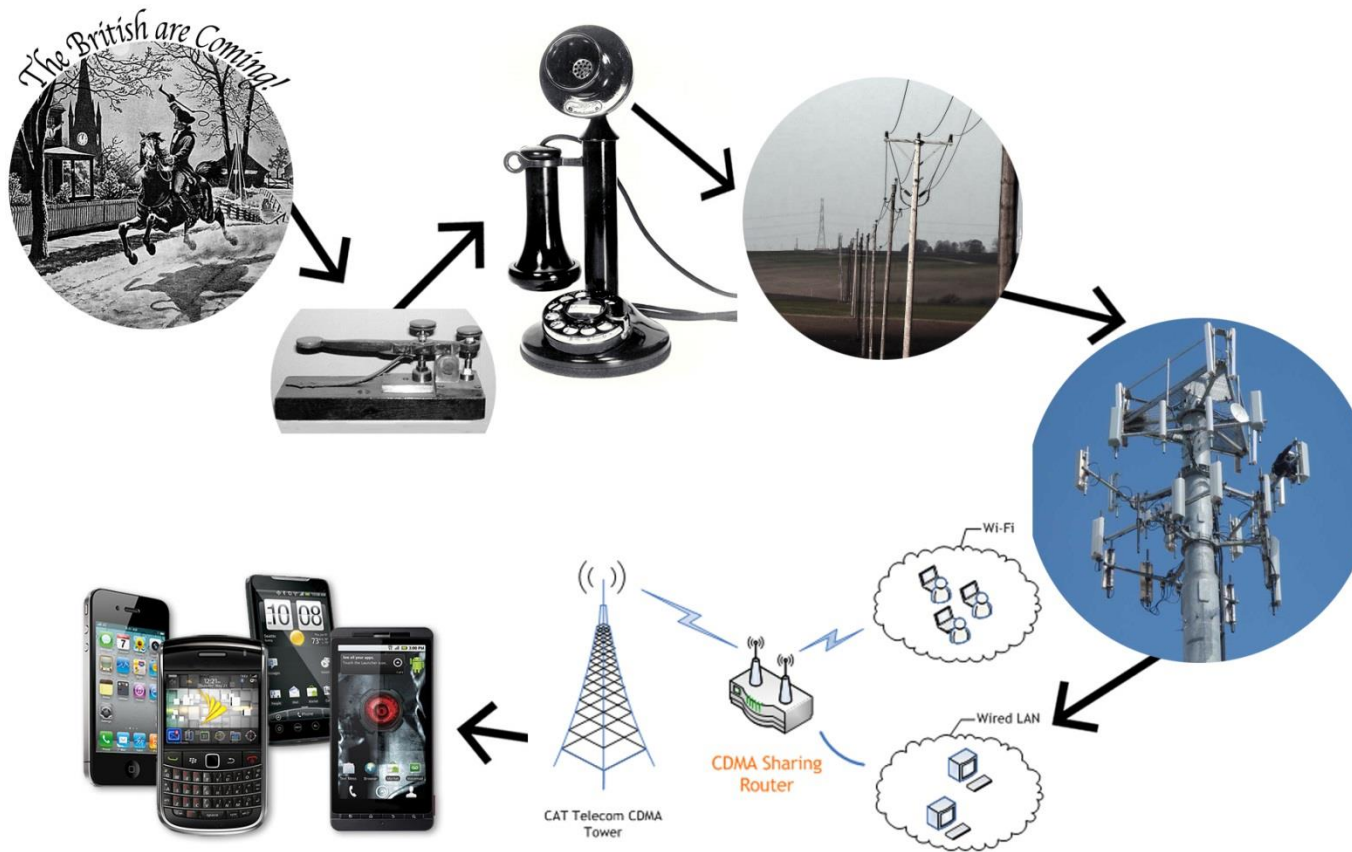 The British are Coming!
Wi-Fi
Wired LAN
CDMA Sharing
Router
CAT Telecom CDMA
Tower
10 08